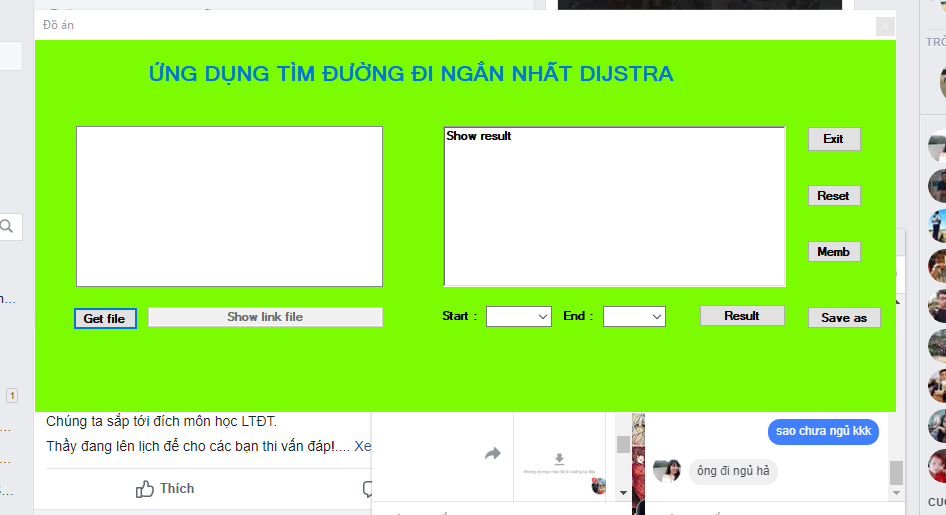 Đồ án
x
TRÒ
ỨNG DỤNG TÌM ĐƯỜNG ĐI NGẮN NHẤT DIJSTRA
Show result
Exit
Reset
Memb
Get file
Show link file
Start :
End :
Result
Save as
1
Chúng ta sắp tới đích môn học LTĐT.
Thầy đang lên lịch để cho các bạn thi vấn đáp!.... Xe
Thích
sao chưa ngủ kkk
ông đi ngủ hả
CUỘ